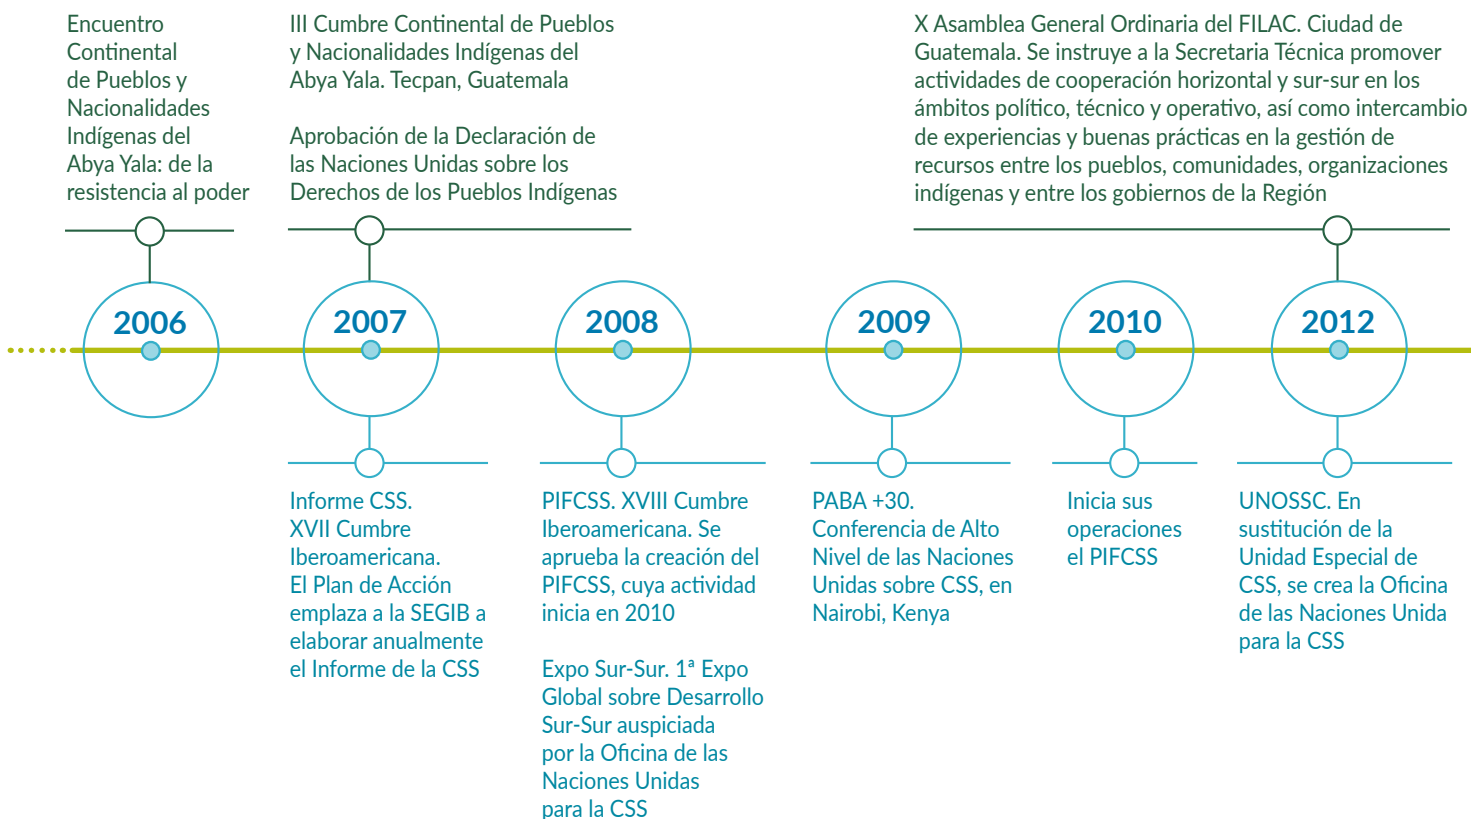 Encuentro
Continental
de Pueblos y
Nacionalidades
Indígenas del
Abya Yala: de la
resistencia al poder
III Cumbre Continental de Pueblos
y Nacionalidades Indígenas del
Abya Yala. Tecpan, Guatemala
Aprobación de la Declaración de
las Naciones Unidas sobre los
Derechos de los Pueblos Indígenas
X Asamblea General Ordinaria del FILAC. Ciudad de
Guatemala. Se instruye a la Secretaria Técnica promover
actividades de cooperación horizontal y sur-sur en los
ámbitos político, técnico y operativo, así como intercambio
de experiencias y buenas prácticas en la gestión de
recursos entre los pueblos, comunidades, organizaciones
indígenas y entre los gobiernos de la Región
2006
2007
2008
2009
2010
2012
Informe CSS.
XVII Cumbre
Iberoamericana.
El Plan de Acción
emplaza a la SEGIB a
elaborar anualmente
el Informe de la CSS
PIFCSS. XVIII Cumbre
Iberoamericana. Se
aprueba la creación del
PIFCSS, cuya actividad
inicia en 2010
Expo Sur-Sur. 1ª Expo
Global sobre Desarrollo
Sur-Sur auspiciada
por la Oficina de las
Naciones Unidas
para la CSS
PABA +30.
Conferencia de Alto
Nivel de las Naciones
Unidas sobre CSS, en
Nairobi, Kenya
Inicia sus
operaciones
el PIFCSS
UNOSSC. En
sustitución de la
Unidad Especial de
CSS, se crea la Oficina
de las Naciones Unida
para la CSS